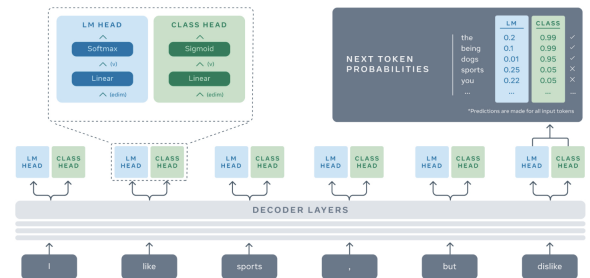 LM HEAD
Softmax
(v)
Linear
(edim)
CLASS HEAD
Sigmoid
(v)
Linear
(edim)
NEXT TOKEN
PROBABILITIES
LM CLASS
the 0.2 0.99 ✓
being 0.1 0.99 ✓
dogs 0.01 0.95 ✓
sports 0.25 0.05 ✕
you 0.22 0.05 ✕
... ... ... ...
*Predictions are made for all input tokens
LM HEAD CLASS HEAD
LM HEAD CLASS HEAD
LM HEAD CLASS HEAD
LM HEAD CLASS HEAD
LM HEAD CLASS HEAD
LM HEAD CLASS HEAD
DECODER LAYERS
I like sports , but dislike